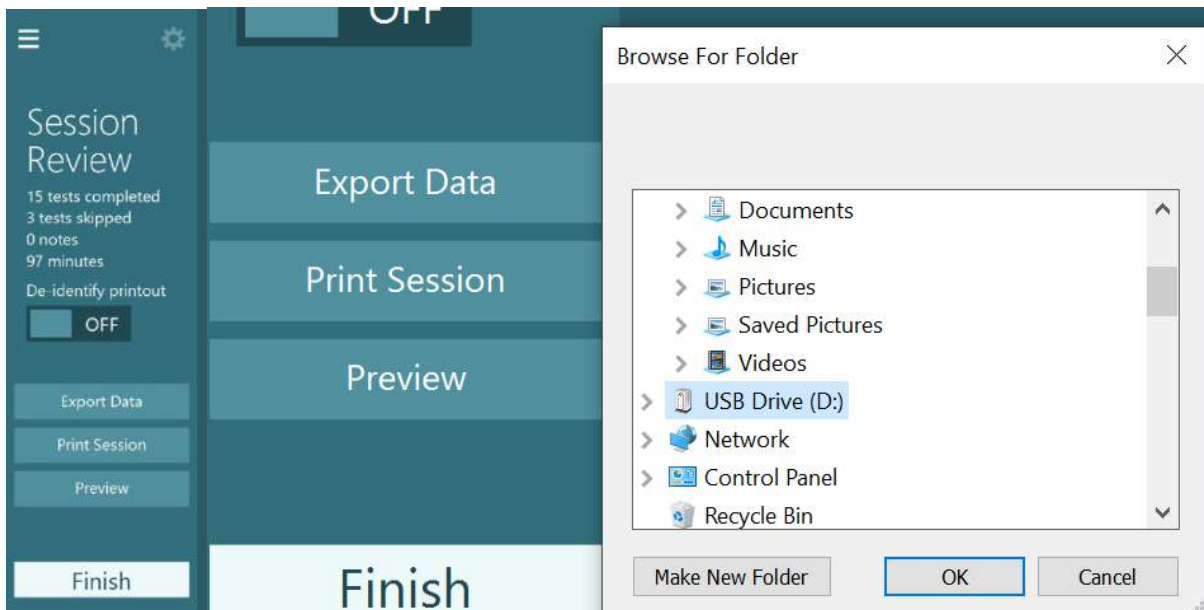 Session
Review
15 tests completed
3 tests skipped
0 notes
97 minutes
De-identify printout
OFF
Export Data
Print Session
Preview
Finish
OFF
Export Data
Print Session
Preview
Finish
Browse For Folder
Documents
Music
Pictures
Saved Pictures
Videos
USB Drive (D:)
Network
Control Panel
Recycle Bin
Make New Folder
OK
Cancel